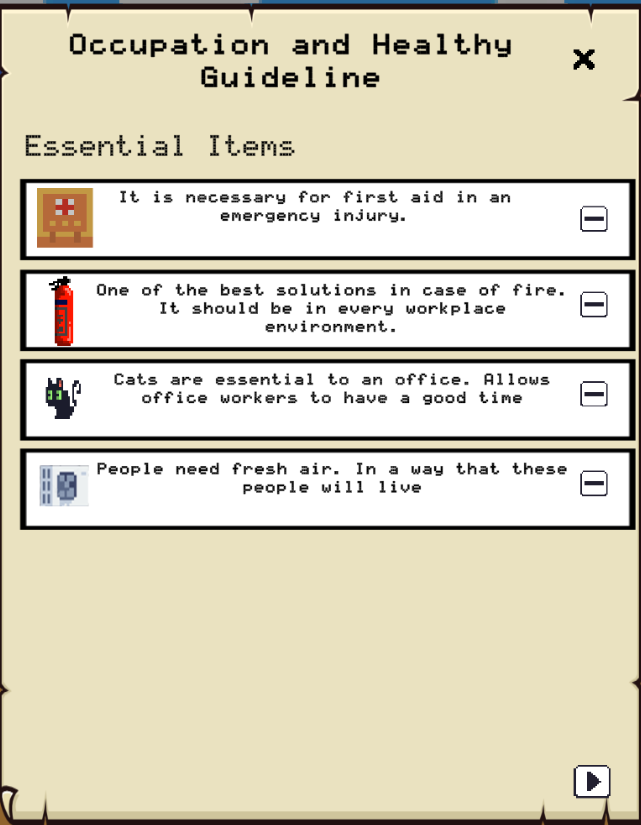 Occupation and Healthy
Guideline
Essential Items
It is necessary for first aid in an
emergency injury.
One of the best solutions in case of fire.
It should be in every workplace
environment.
Cats are essential to an office. Allows
office workers to have a good time
People need fresh air. In a way that these
people will live